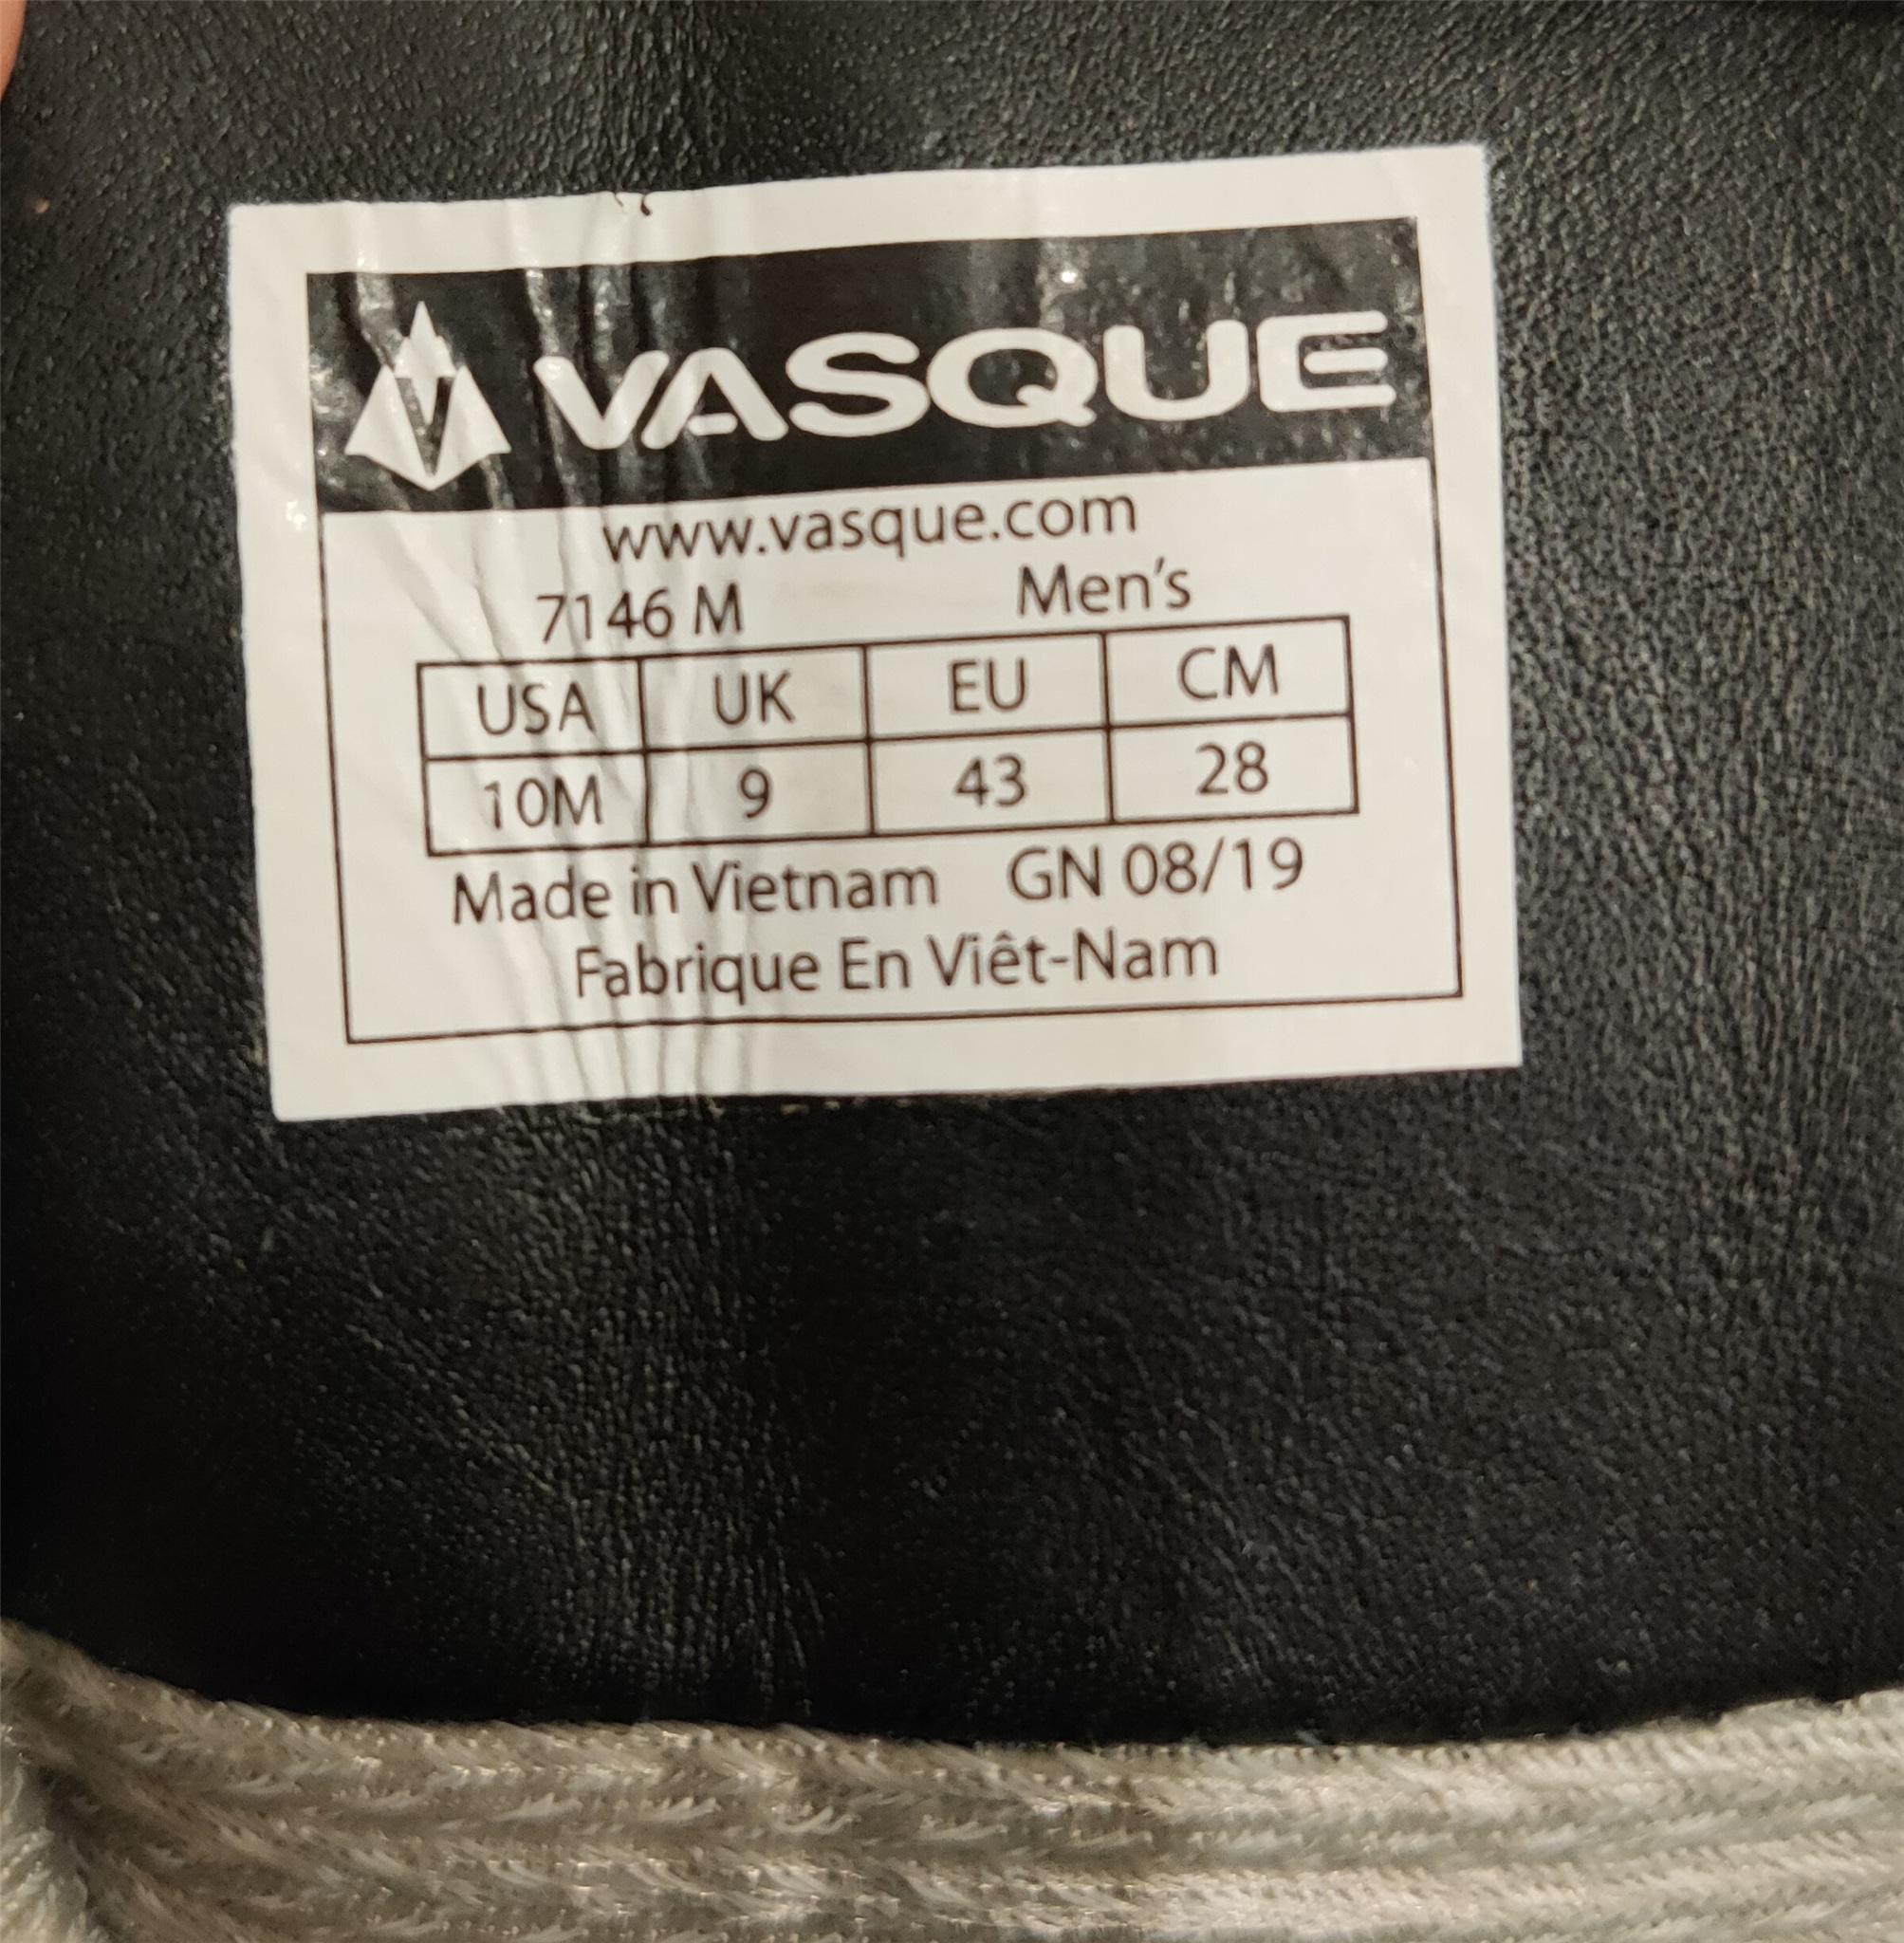 VASQUE
www.vasque.com
7146 M Men's
USA UK EU CM
10M 9 43 28
Made in Vietnam GN 08/19
Fabrique En Viêt-Nam